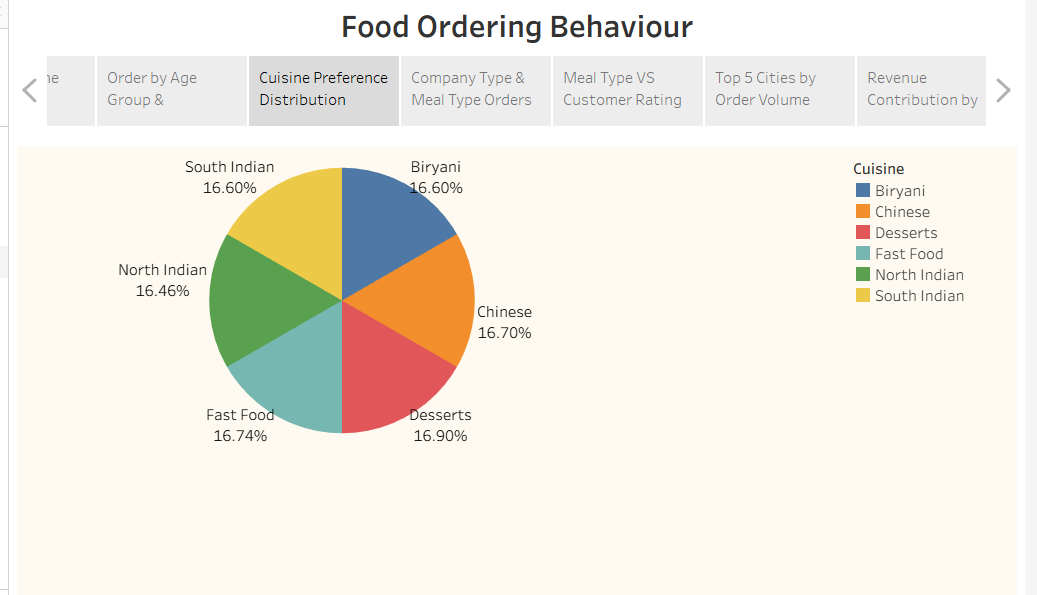 Food Ordering Behaviour
Order by Age
Group &
Cuisine Preference
Distribution
Company Type &
Meal Type Orders
Meal Type VS
Customer Rating
Top 5 Cities by
Order Volume
Revenue
Contribution by
South Indian
16.60%
Biryani
16.60%
North Indian
16.46%
Chinese
16.70%
Fast Food
16.74%
Desserts
16.90%
Cuisine
Biryani
Chinese
Desserts
Fast Food
North Indian
South Indian